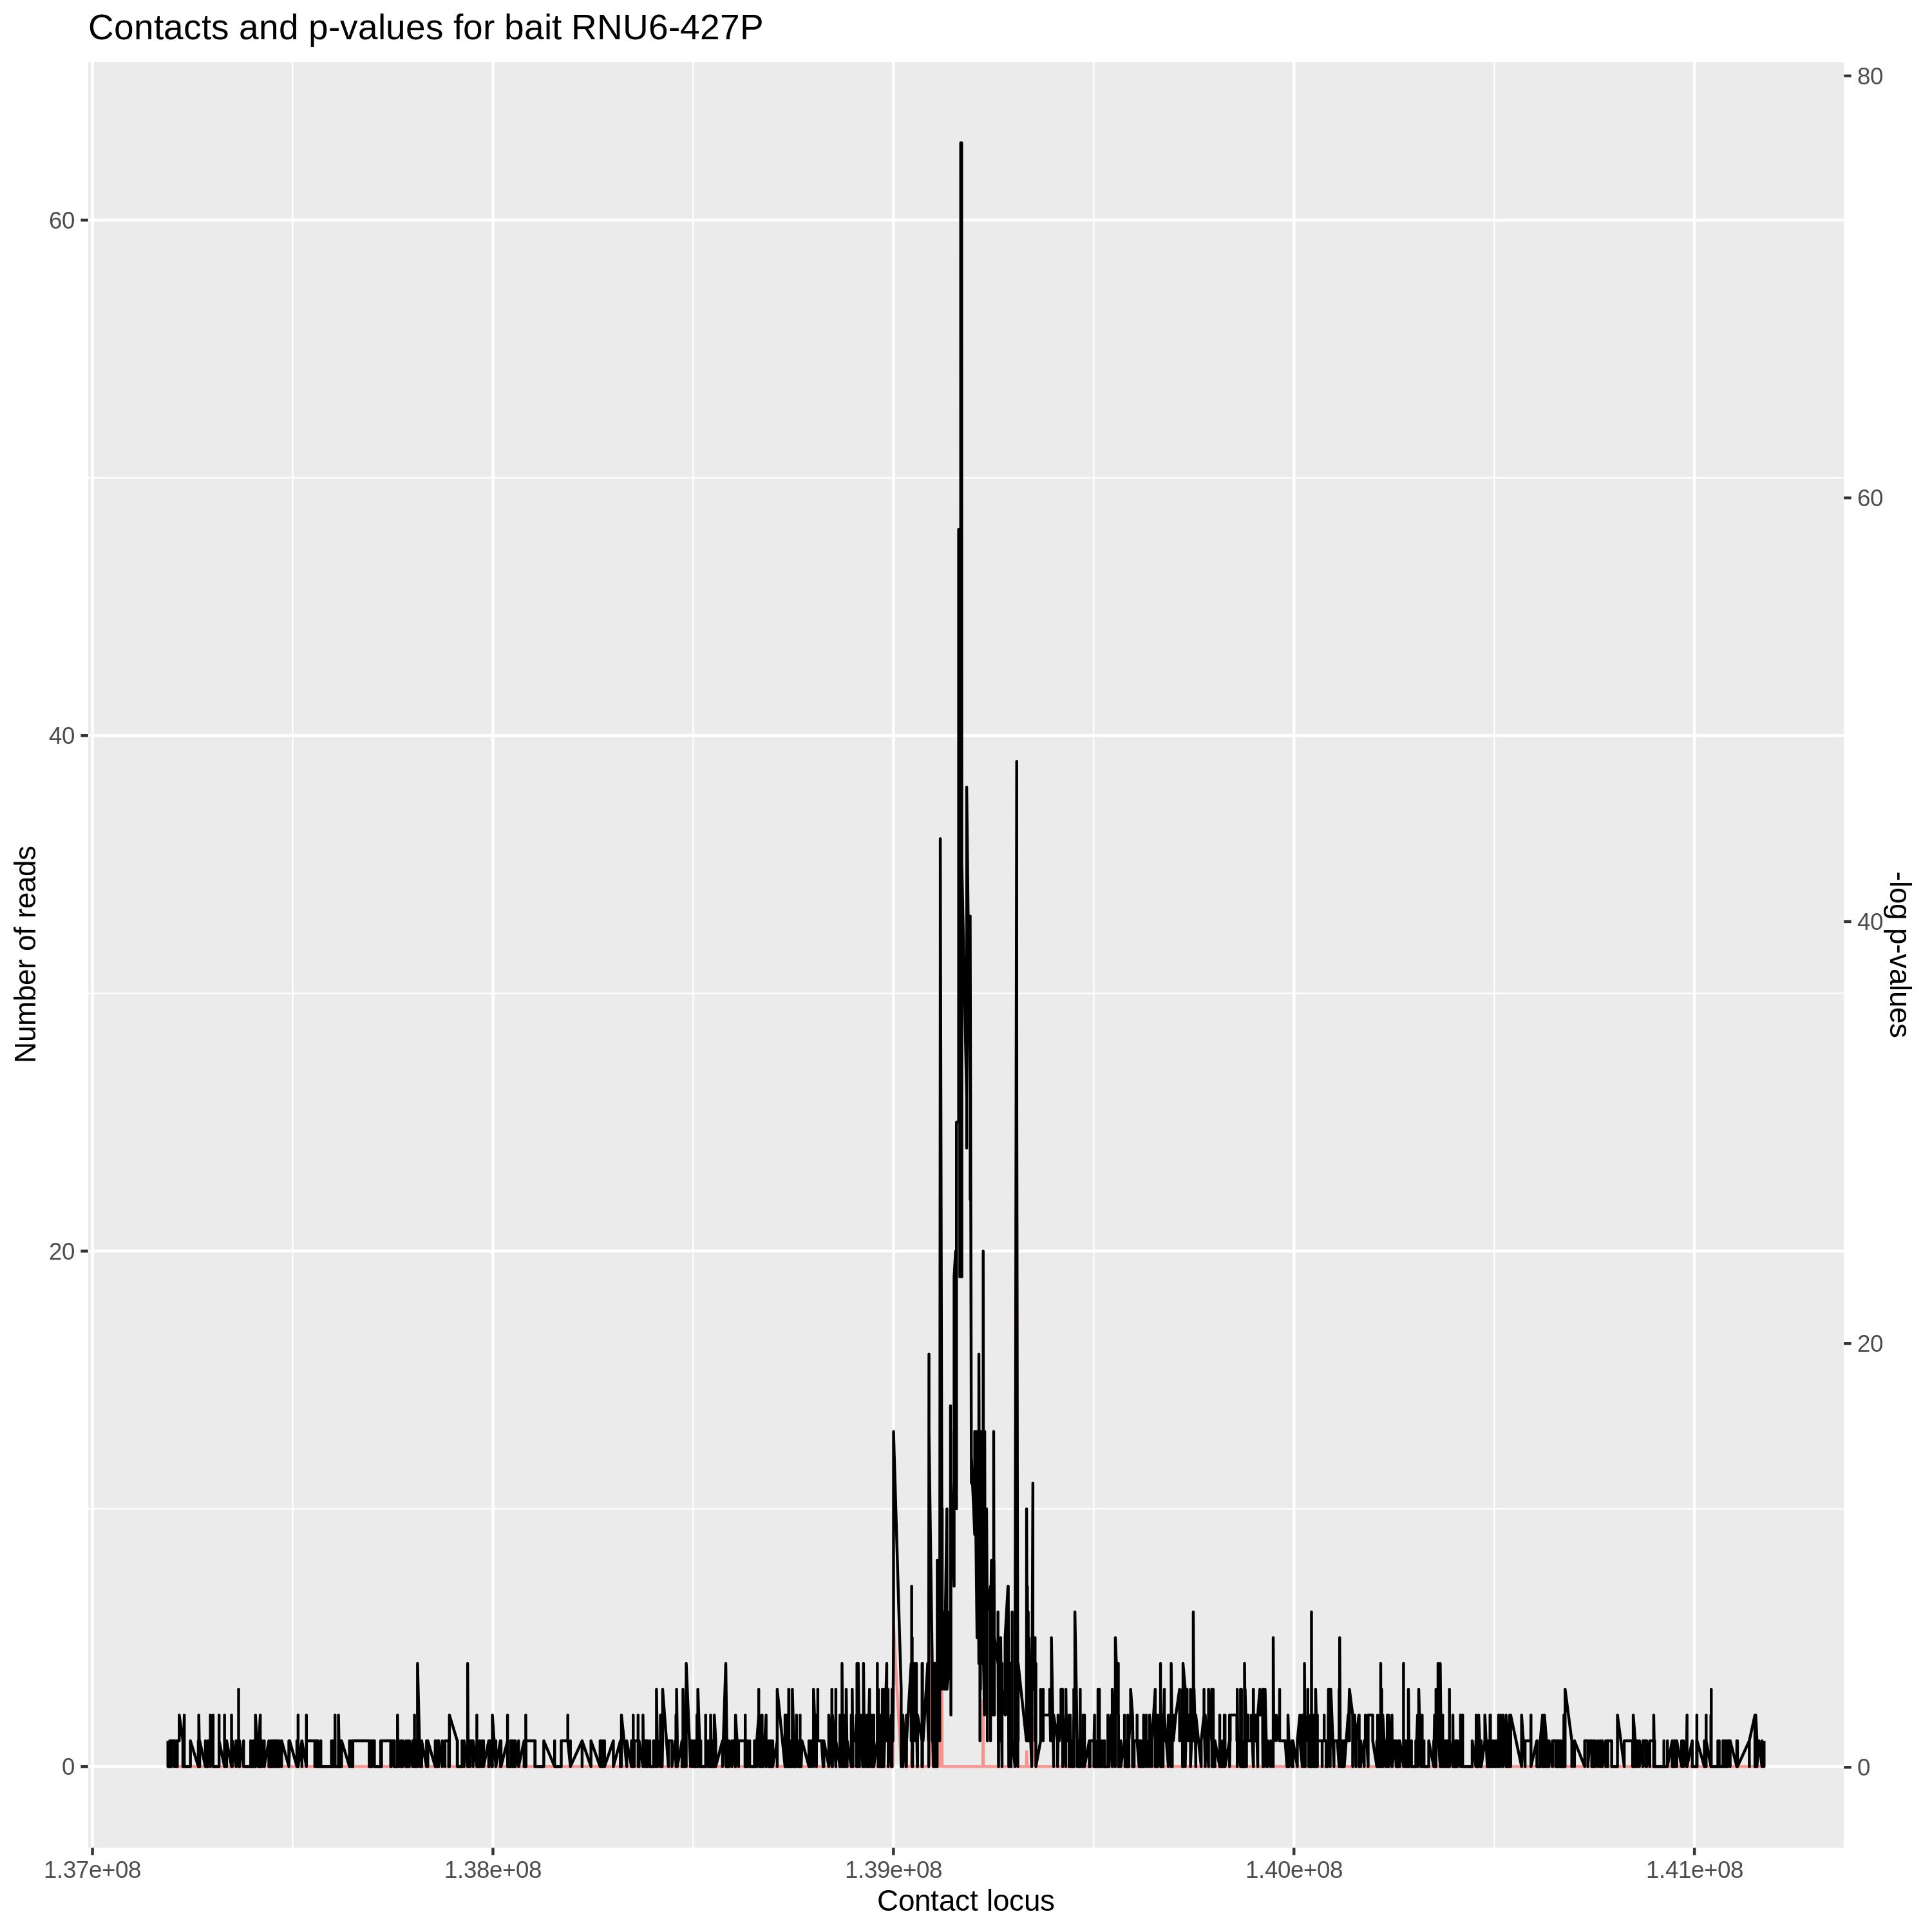 Contacts and p-values for bait RNU6-427P
80
60
60
40
40
20
20
0
0
Number of reads
-log p-values
1.37e+08
1.38e+08
1.39e+08
1.40e+08
1.41e+08
Contact locus